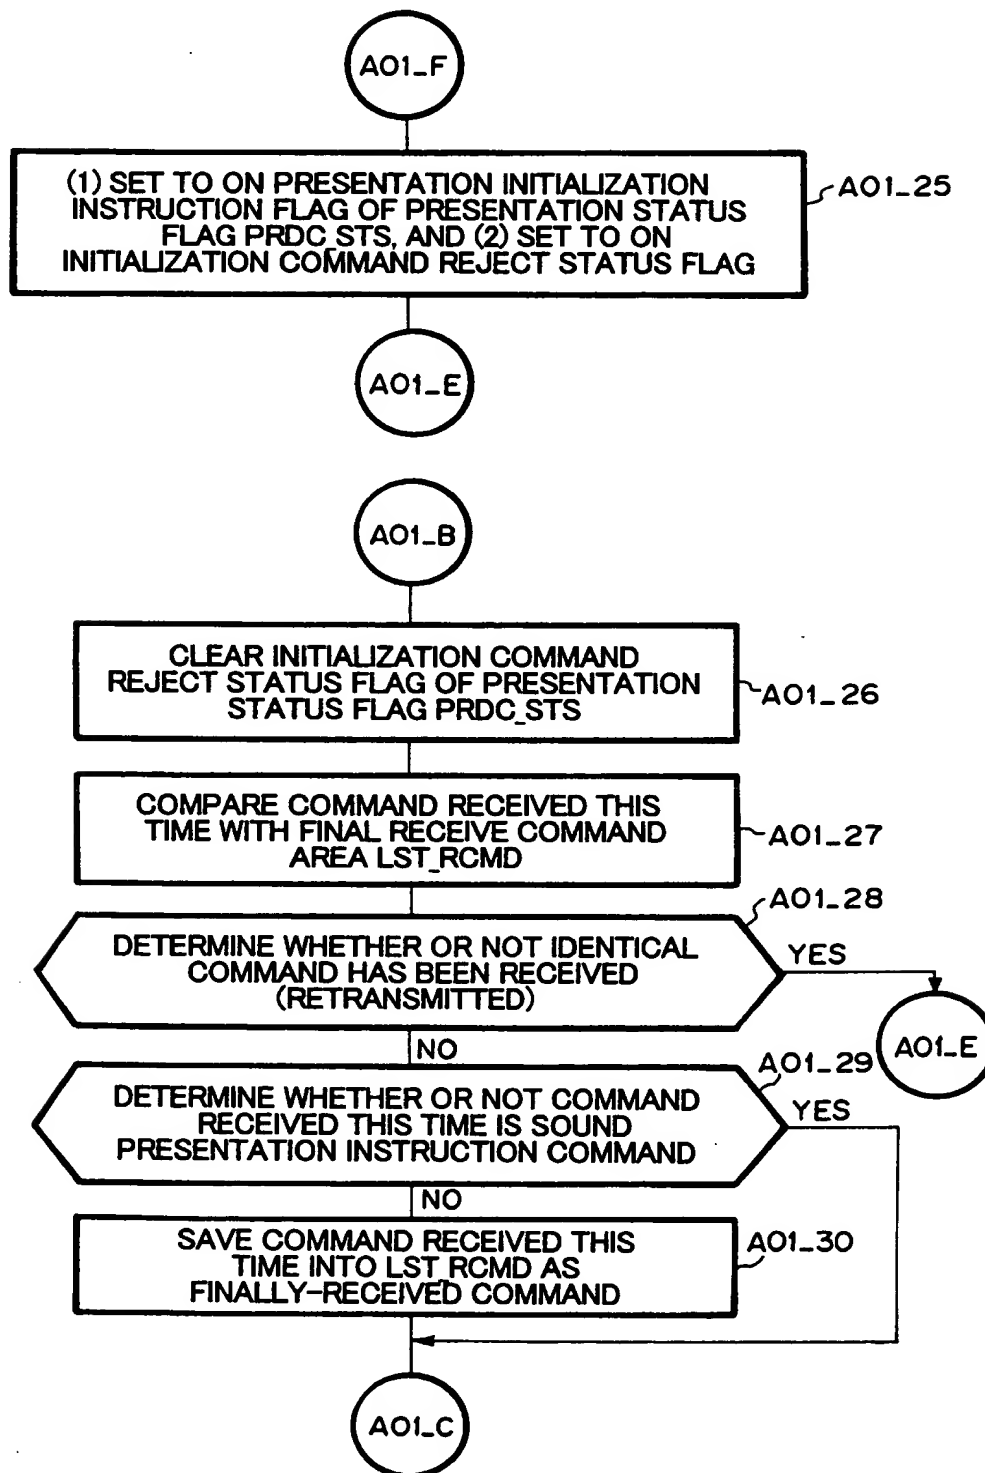 A01_F
(1) SET TO ON PRESENTATION INITIALIZATION
INSTRUCTION FLAG OF PRESENTATION STATUS
FLAG PRDC_STS, AND (2) SET TO ON
INITIALIZATION COMMAND REJECT STATUS FLAG
A01_25
A01_E
A01_B
CLEAR INITIALIZATION COMMAND
REJECT STATUS FLAG OF PRESENTATION
STATUS FLAG PRDC_STS
A01_26
COMPARE COMMAND RECEIVED THIS
TIME WITH FINAL RECEIVE COMMAND
AREA LST_RCMD
A01_27
A01_28
DETERMINE WHETHER OR NOT IDENTICAL
COMMAND HAS BEEN RECEIVED
(RETRANSMITTED)
YES
A01_E
NO
A01_29
DETERMINE WHETHER OR NOT COMMAND
RECEIVED THIS TIME IS SOUND
PRESENTATION INSTRUCTION COMMAND
YES
NO
SAVE COMMAND RECEIVED THIS
TIME INTO LST_RCMD AS
FINALLY-RECEIVED COMMAND
A01_30
A01_C